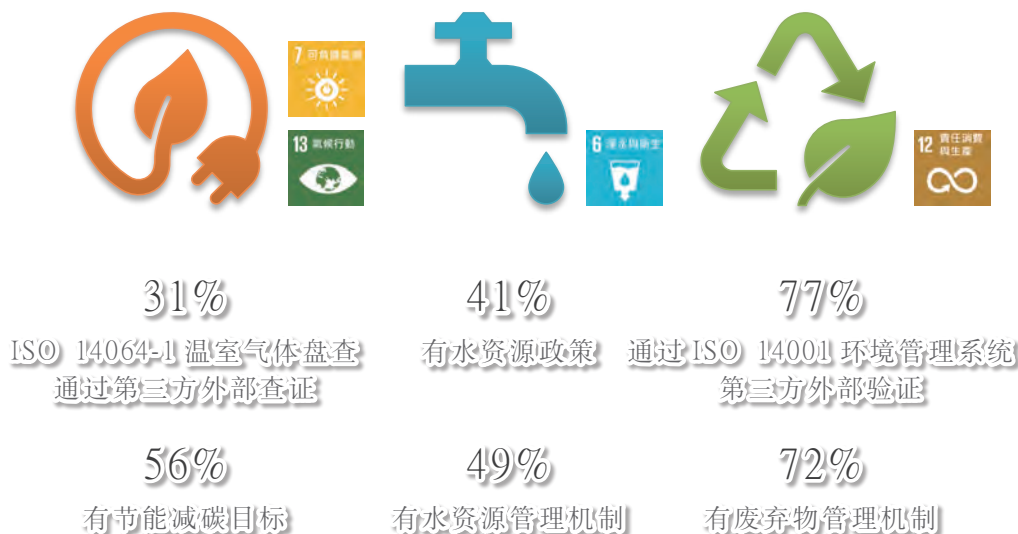 7 可負擔能源
13 氣候行動
6 淨水與衛生
12 責任消費
與生產
31%
ISO 14064-1 温室气体盘查
通过第三方外部查证
41%
有水资源政策
77%
通过 ISO 14001 环境管理系统
第三方外部验证
56%
有节能减碳目标
49%
有水资源管理机制
72%
有废弃物管理机制